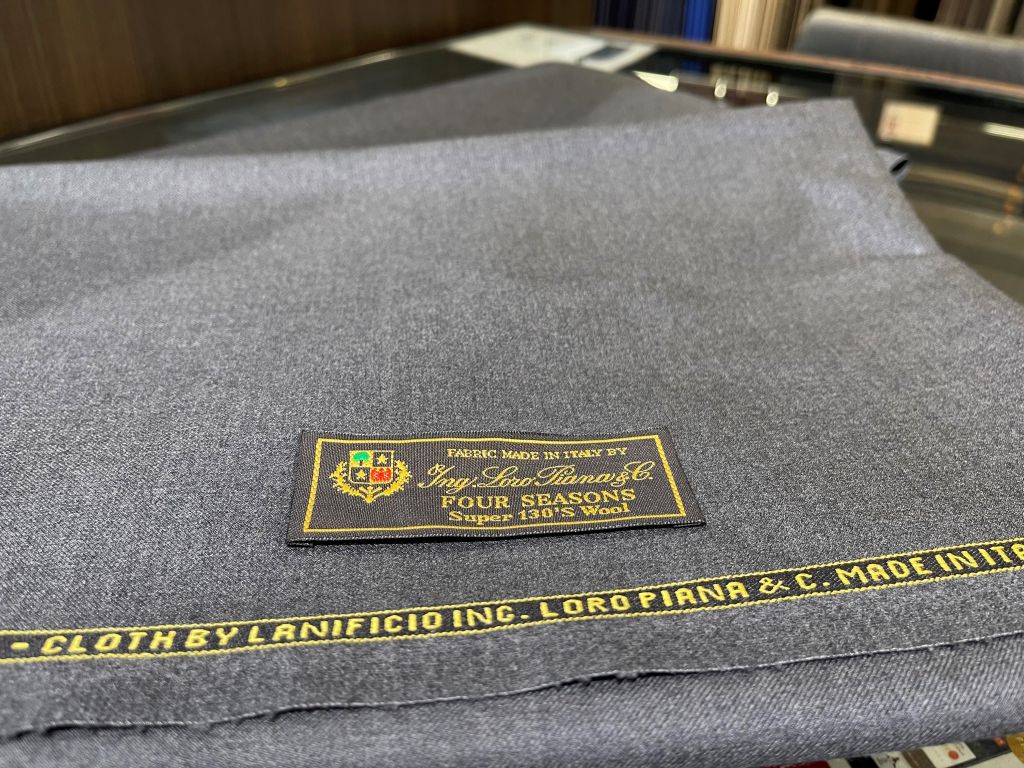 FABRIC MADE IN ITALY BY
Ing. Loro Piana & C.
FOUR SEASONS
Super 130'S Wool
- CLOTH BY LANIFICIO ING. LORO PIANA & C. MADE IN ITA